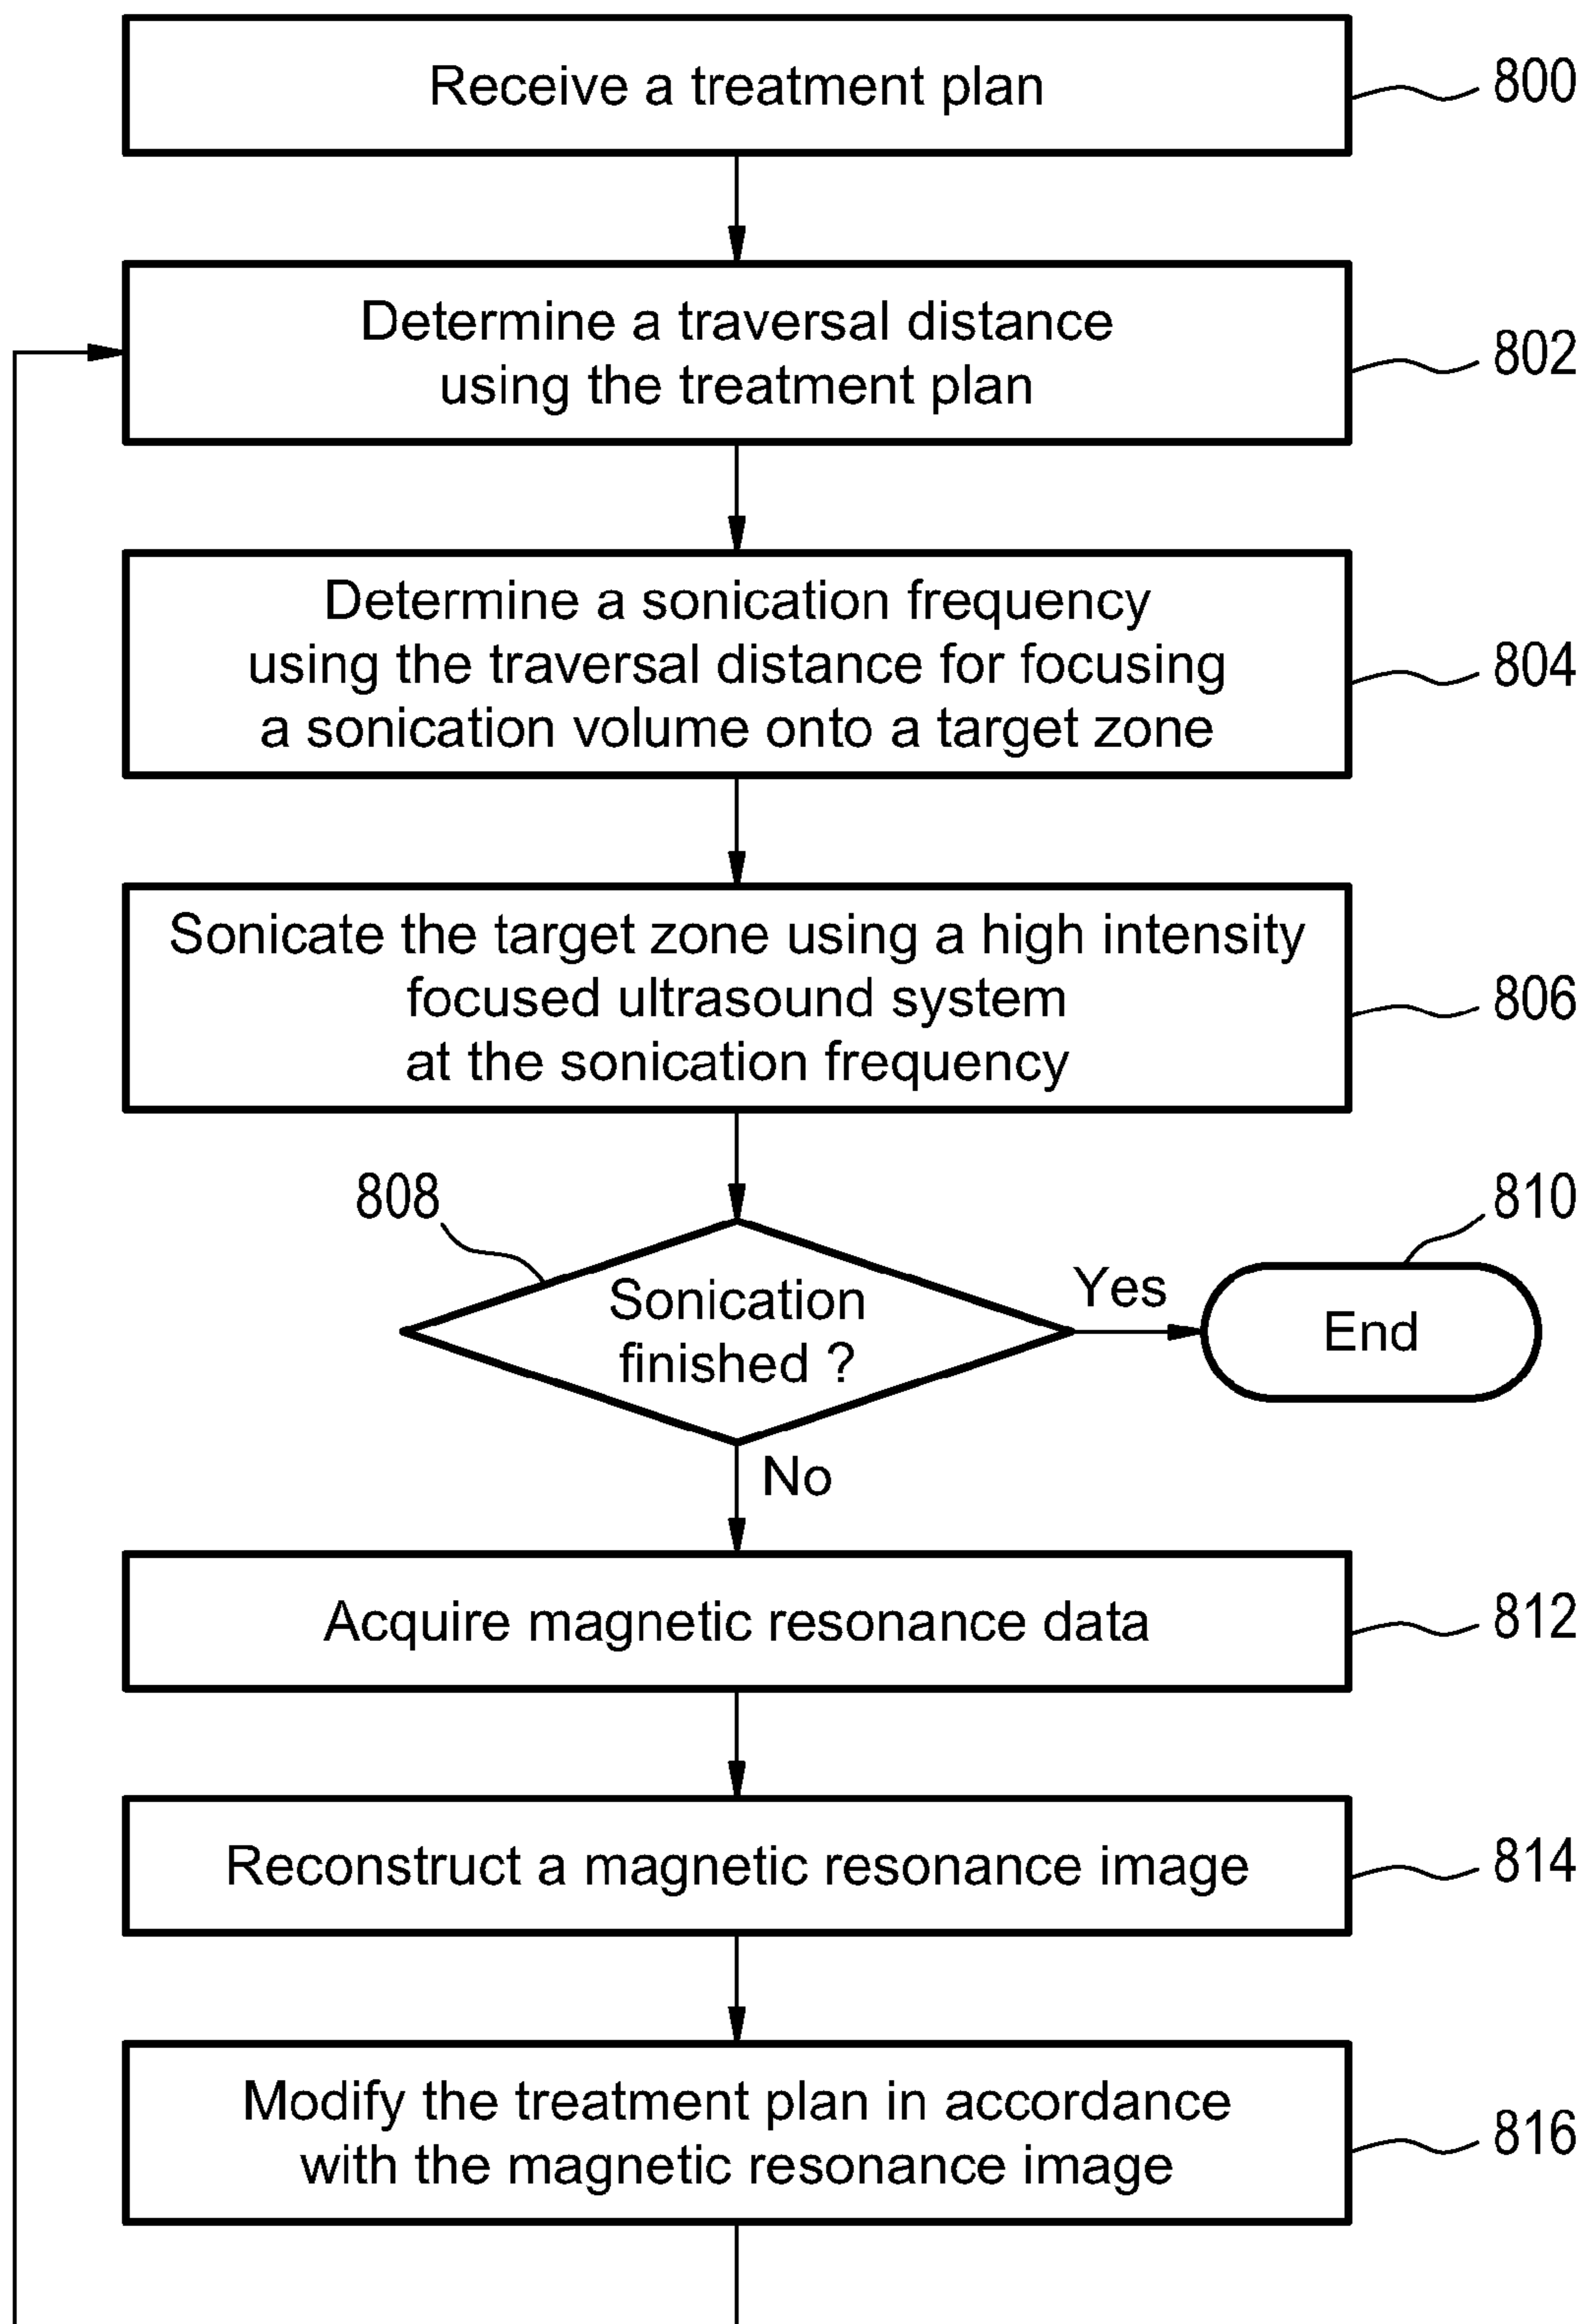 Receive a treatment plan
800
Determine a traversal distance
using the treatment plan
802
Determine a sonication frequency
using the traversal distance for focusing
a sonication volume onto a target zone
804
Sonicate the target zone using a high intensity
focused ultrasound system
at the sonication frequency
806
808
810
Sonication
finished ?
Yes
End
No
Acquire magnetic resonance data
812
Reconstruct a magnetic resonance image
814
Modify the treatment plan in accordance
with the magnetic resonance image
816